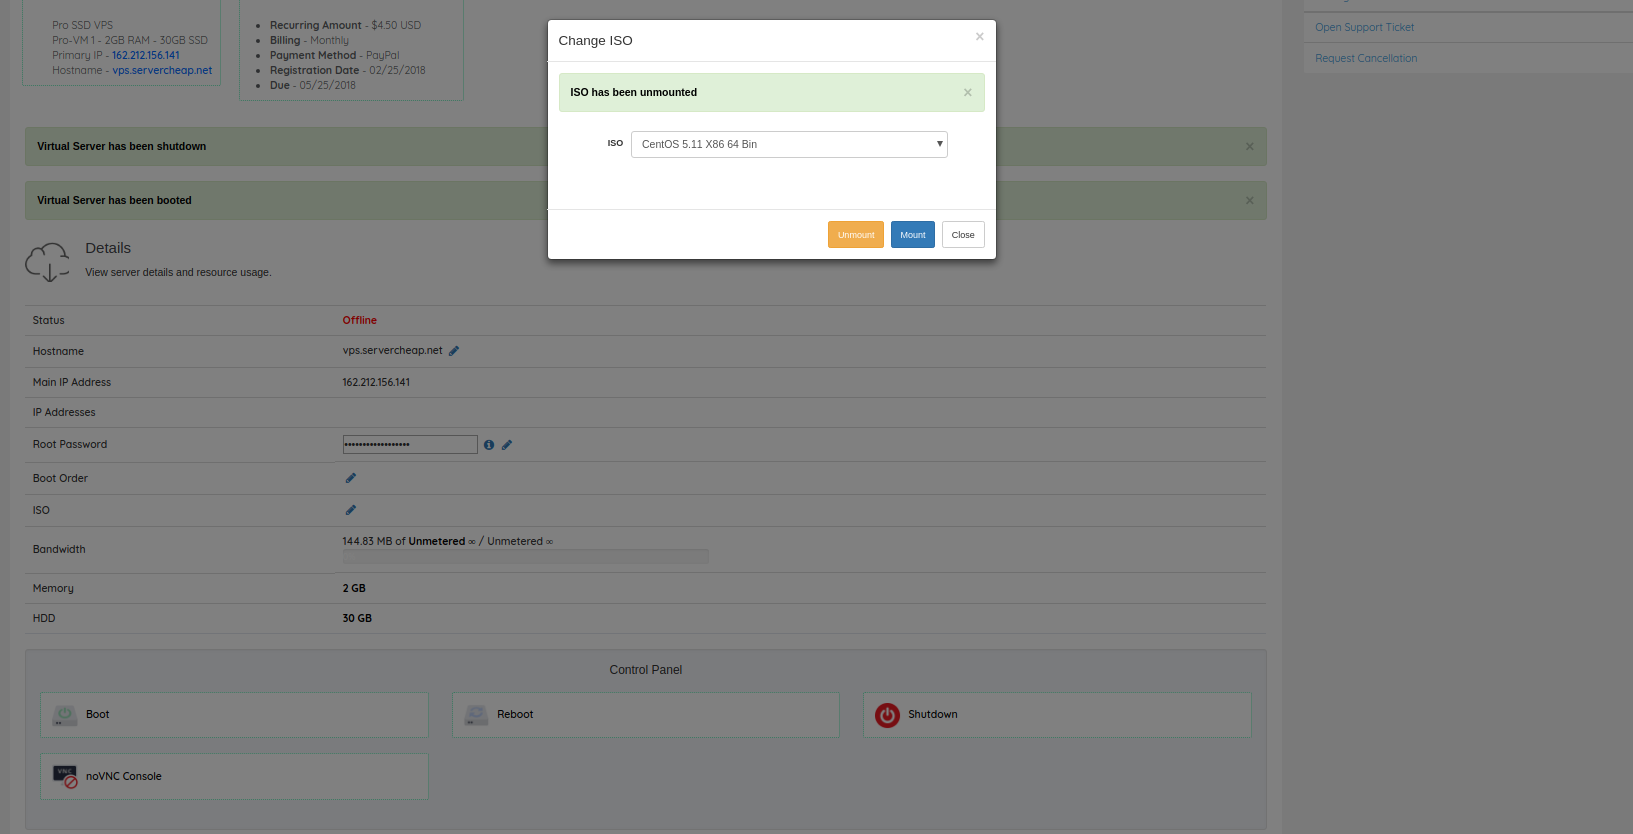 Pro SSD VPS
Pro-VM 1 - 2GB RAM - 30GB SSD
Primary IP - 162.212.156.141
Hostname - vps.servercheap.net
Recurring Amount - $4.50 USD
Billing - Monthly
Payment Method - PayPal
Registration Date - 02/25/2018
Due - 05/25/2018
Open Support Ticket
Request Cancellation
Change ISO
×
ISO has been unmounted ×
ISO CentOS 5.11 X86 64 Bin
Unmount Mount Close
Virtual Server has been shutdown ×
Virtual Server has been booted ×
Details
View server details and resource usage.
Status Offline
Hostname vps.servercheap.net
Main IP Address 162.212.156.141
IP Addresses
Root Password ••••••••••••••••••
Boot Order
ISO
Bandwidth 144.83 MB of Unmetered ∞ / Unmetered ∞
Memory 2 GB
HDD 30 GB
Control Panel
Boot
Reboot
Shutdown
VNC noVNC Console